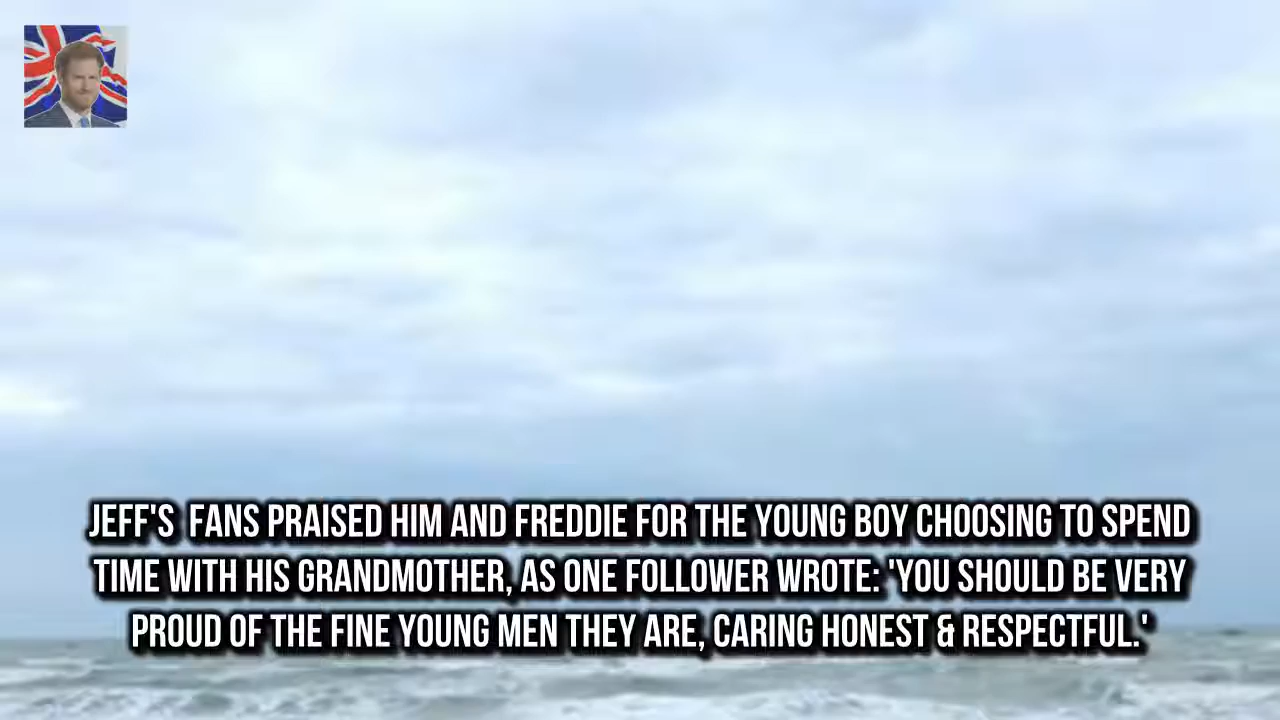 JEFF'S  FANS PRAISED HIM AND FREDDIE FOR THE YOUNG BOY CHOOSING TO SPEND
TIME WITH HIS GRANDMOTHER, AS ONE FOLLOWER WROTE: 'YOU SHOULD BE VERY
PROUD OF THE FINE YOUNG MEN THEY ARE, CARING HONEST & RESPECTFUL.'